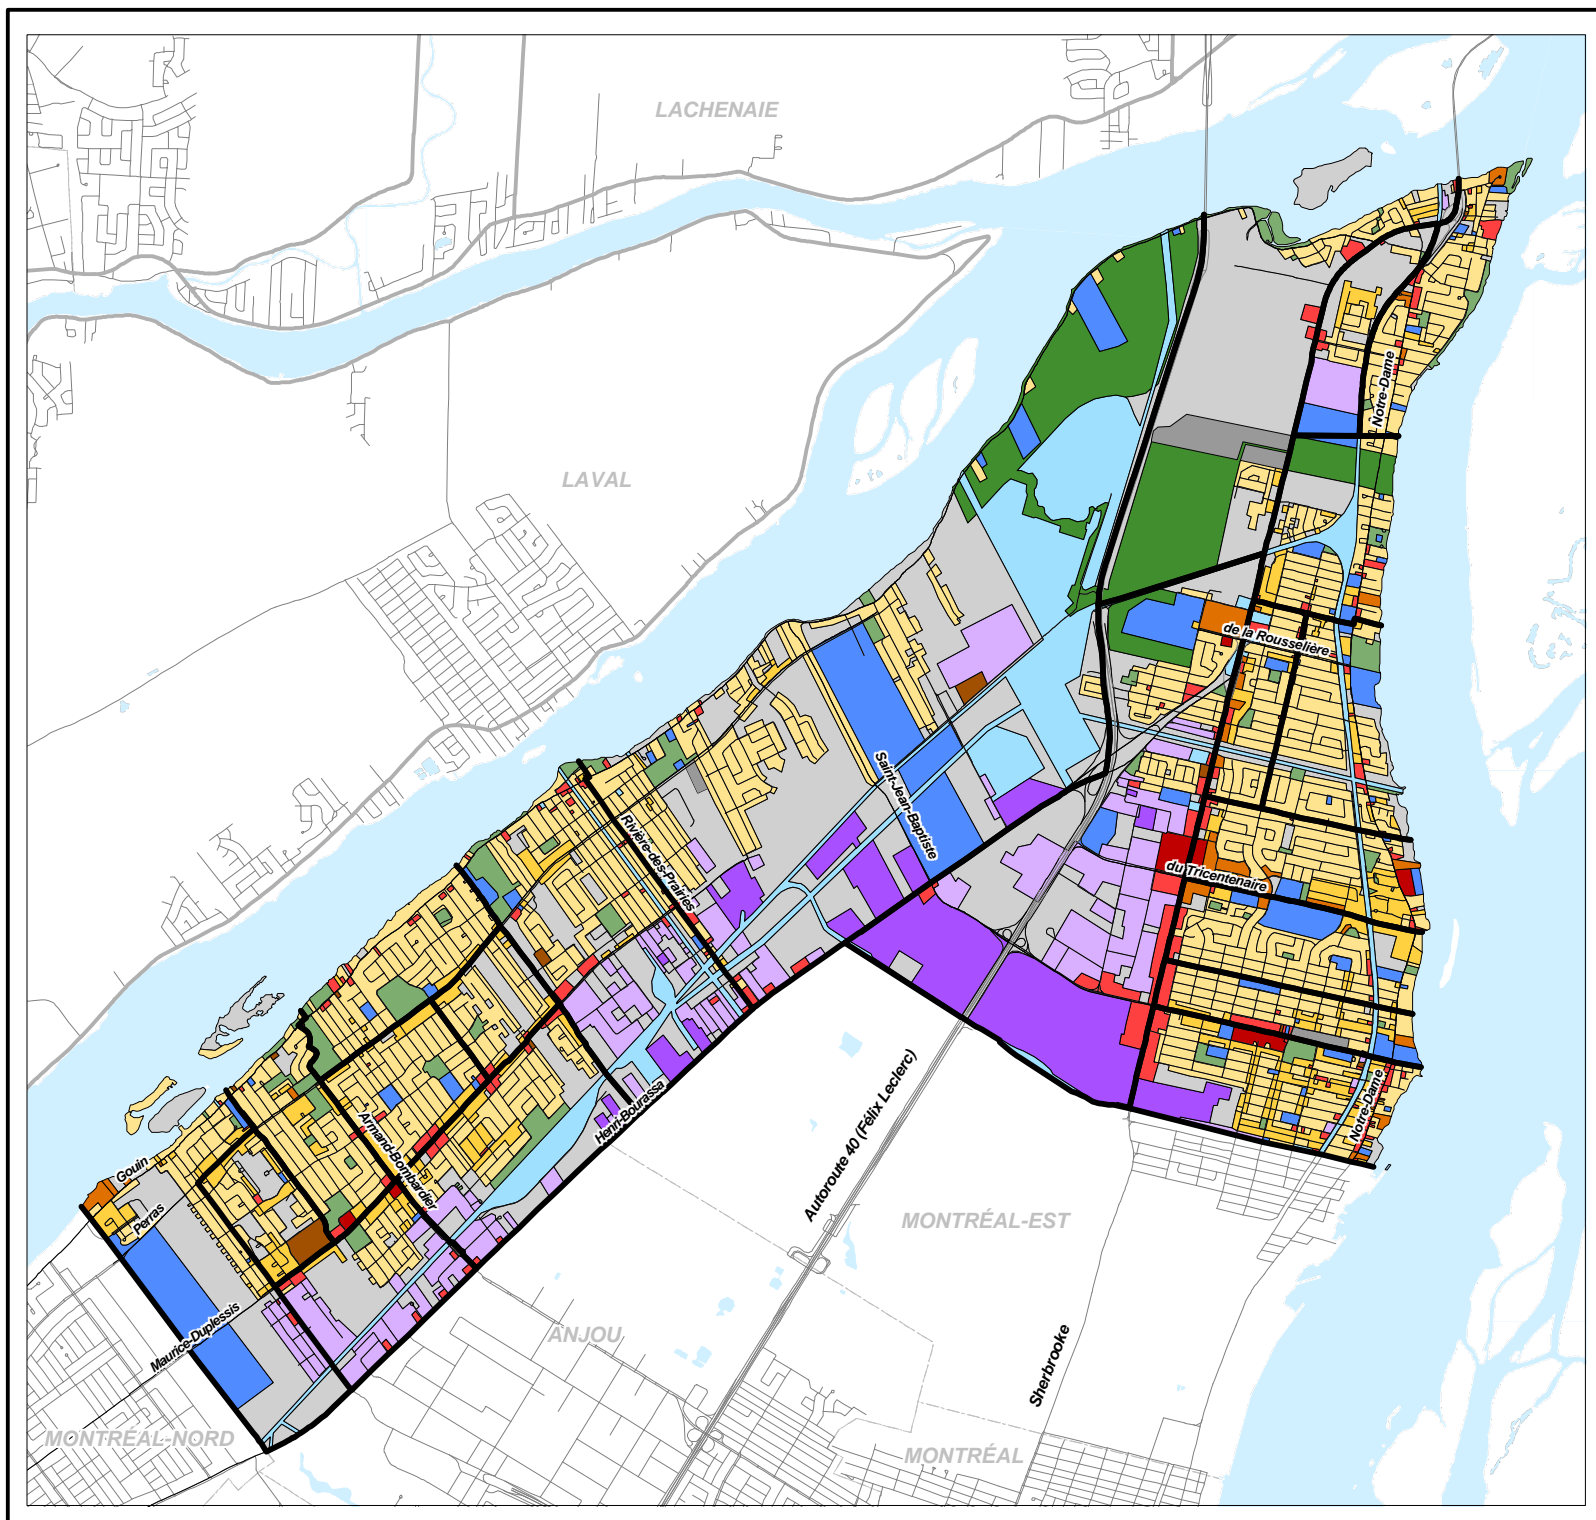 LACHENAIE
LAVAL
Notre-Dame
de la Rousselière
Saint-Jean-Baptiste
Rivière-des-Prairies
du Tricentenaire
Notre-Dame
Henri-Bourassa
Armand-Bombardier
Gouin
Perras
Maurice-Duplessis
Autoroute 40 (Félix Leclerc)
MONTRÉAL-EST
ANJOU
Sherbrooke
MONTRÉAL-NORD
MONTRÉAL